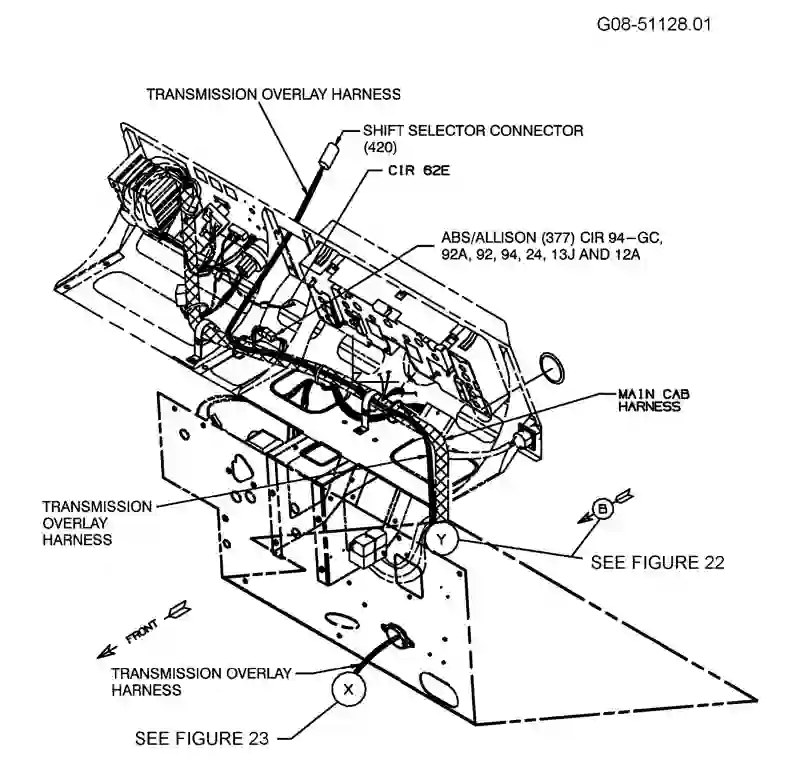 G08-51128.01
TRANSMISSION OVERLAY HARNESS
SHIFT SELECTOR CONNECTOR
(420)
CIR 62E
ABS/ALLISON (377) CIR 94-GC,
92A, 92, 94, 24, 13J AND 12A
MAIN CAB
HARNESS
TRANSMISSION
OVERLAY
HARNESS
B
Y
SEE FIGURE 22
FRONT
TRANSMISSION OVERLAY
HARNESS
X
SEE FIGURE 23